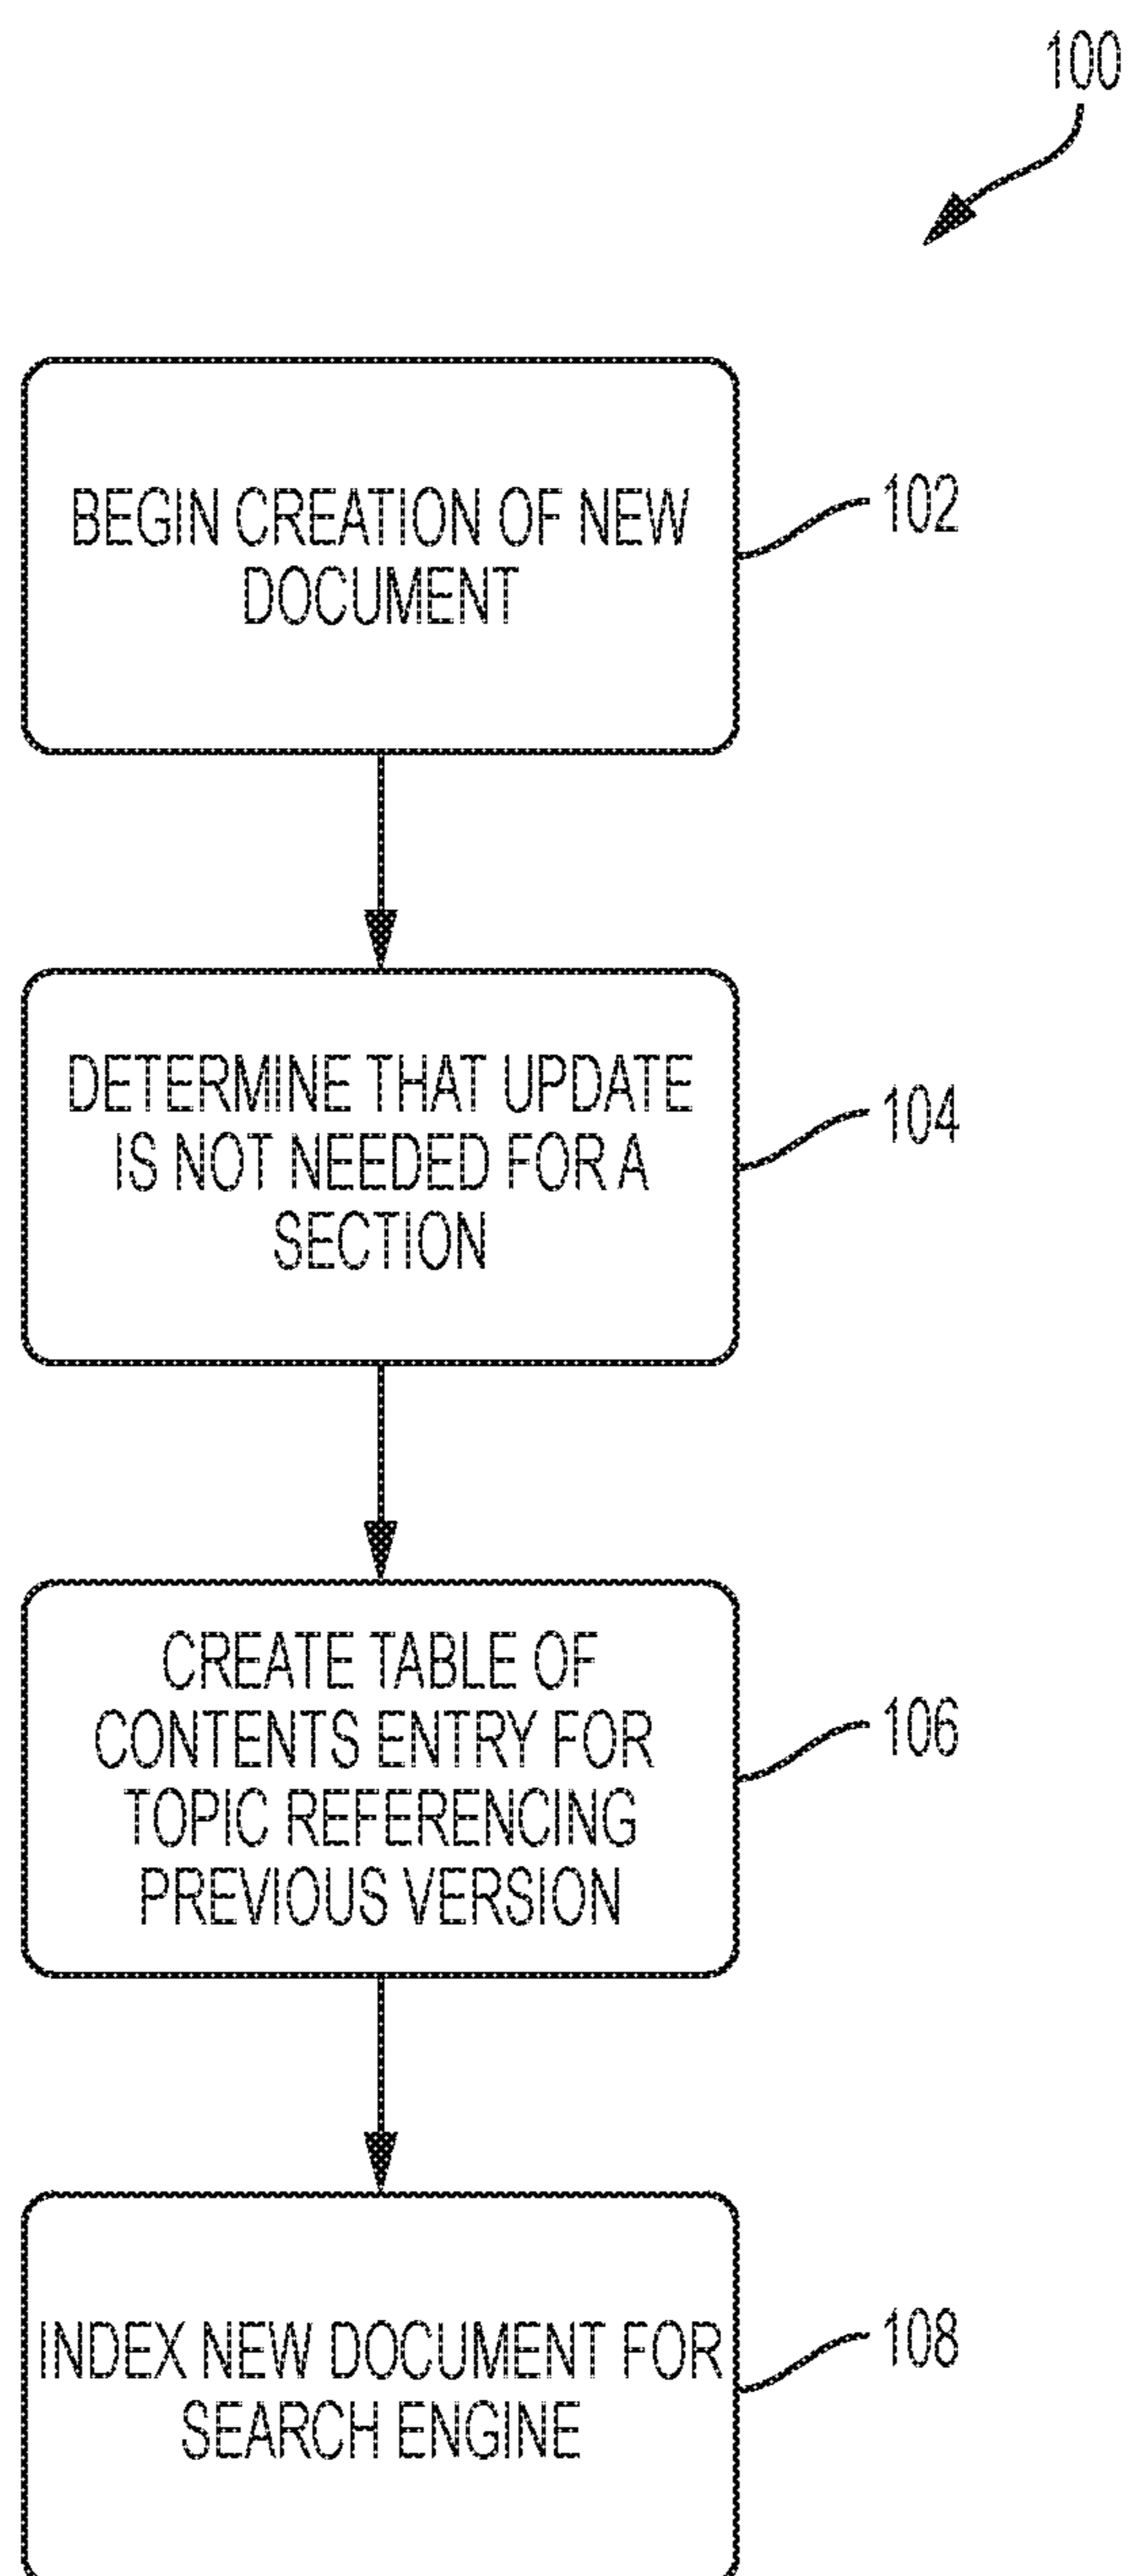 100
BEGIN CREATION OF NEW
DOCUMENT
102
DETERMINE THAT UPDATE
IS NOT NEEDED FOR A
SECTION
104
CREATE TABLE OF
CONTENTS ENTRY FOR
TOPIC REFERENCING
PREVIOUS VERSION
106
INDEX NEW DOCUMENT FOR
SEARCH ENGINE
108